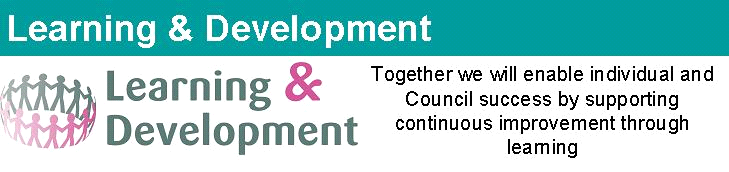 Learning & Development
Learning &
Development
Together we will enable individual and
Council success by supporting
continuous improvement through
learning